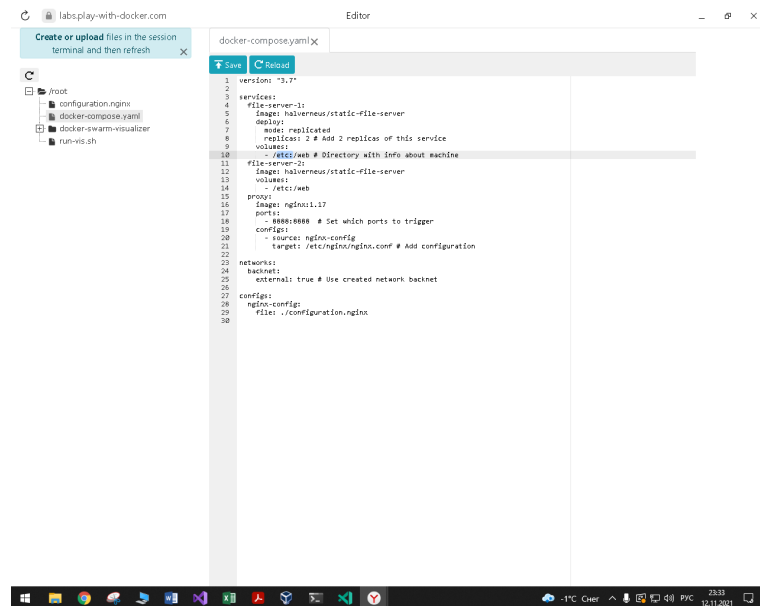 labs.play-with-docker.com
Editor
Create or upload files in the session
terminal and then refresh
docker-compose.yaml
Save
Reload
/root
configuration.nginx
docker-compose.yaml
docker-swarm-visualizer
run-vis.sh
1 version: "3.7"
2
3 services:
4 file-server-1:
5 image: halverneus/static-file-server
6 deploy:
7 mode: replicated
8 replicas: 2 # Add 2 replicas of this service
9 volumes:
10 - /etc:/web # Directory with info about machine
11 file-server-2:
12 image: halverneus/static-file-server
13 volumes:
14 - /etc:/web
15 proxy:
16 image: nginx:1.17
17 ports:
18 - 8080:8080 # Set which ports to trigger
19 configs:
20 - source: nginx-config
21 target: /etc/nginx/nginx.conf # Add configuration
22
23 networks:
24 backnet:
25 external: true # Use created network backnet
26
27 configs:
28 nginx-config:
29 file: ./configuration.nginx
30
-1°C Снег
РУС
23:33
12.11.2021